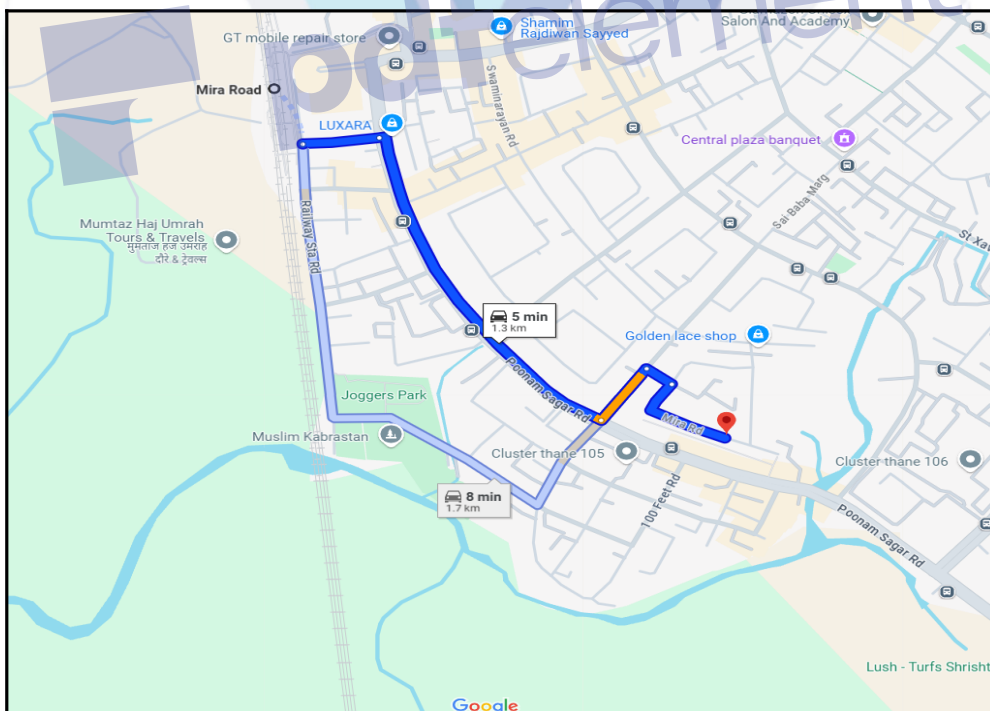 pdfelement
Salon And Academy
Shamim
Rajdiwan Sayyed
GT mobile repair store
Mira Road
Swaminarayan Rd
LUXARA
Central plaza banquet
Sai Baba Marg
Railway Sta Rd
Mumtaz Haj Umrah
Tours & Travels
मुमताज हज उमराह
दौरे & ट्रेवल्स
St Xav
5 min
1.3 km
Golden lace shop
Poonam Sagar Rd
Joggers Park
Mira Rd
Muslim Kabrastan
Cluster thane 105
Cluster thane 106
8 min
1.7 km
100 Feet Rd
Poonam Sagar Rd
Lush - Turfs Shrisht
Google